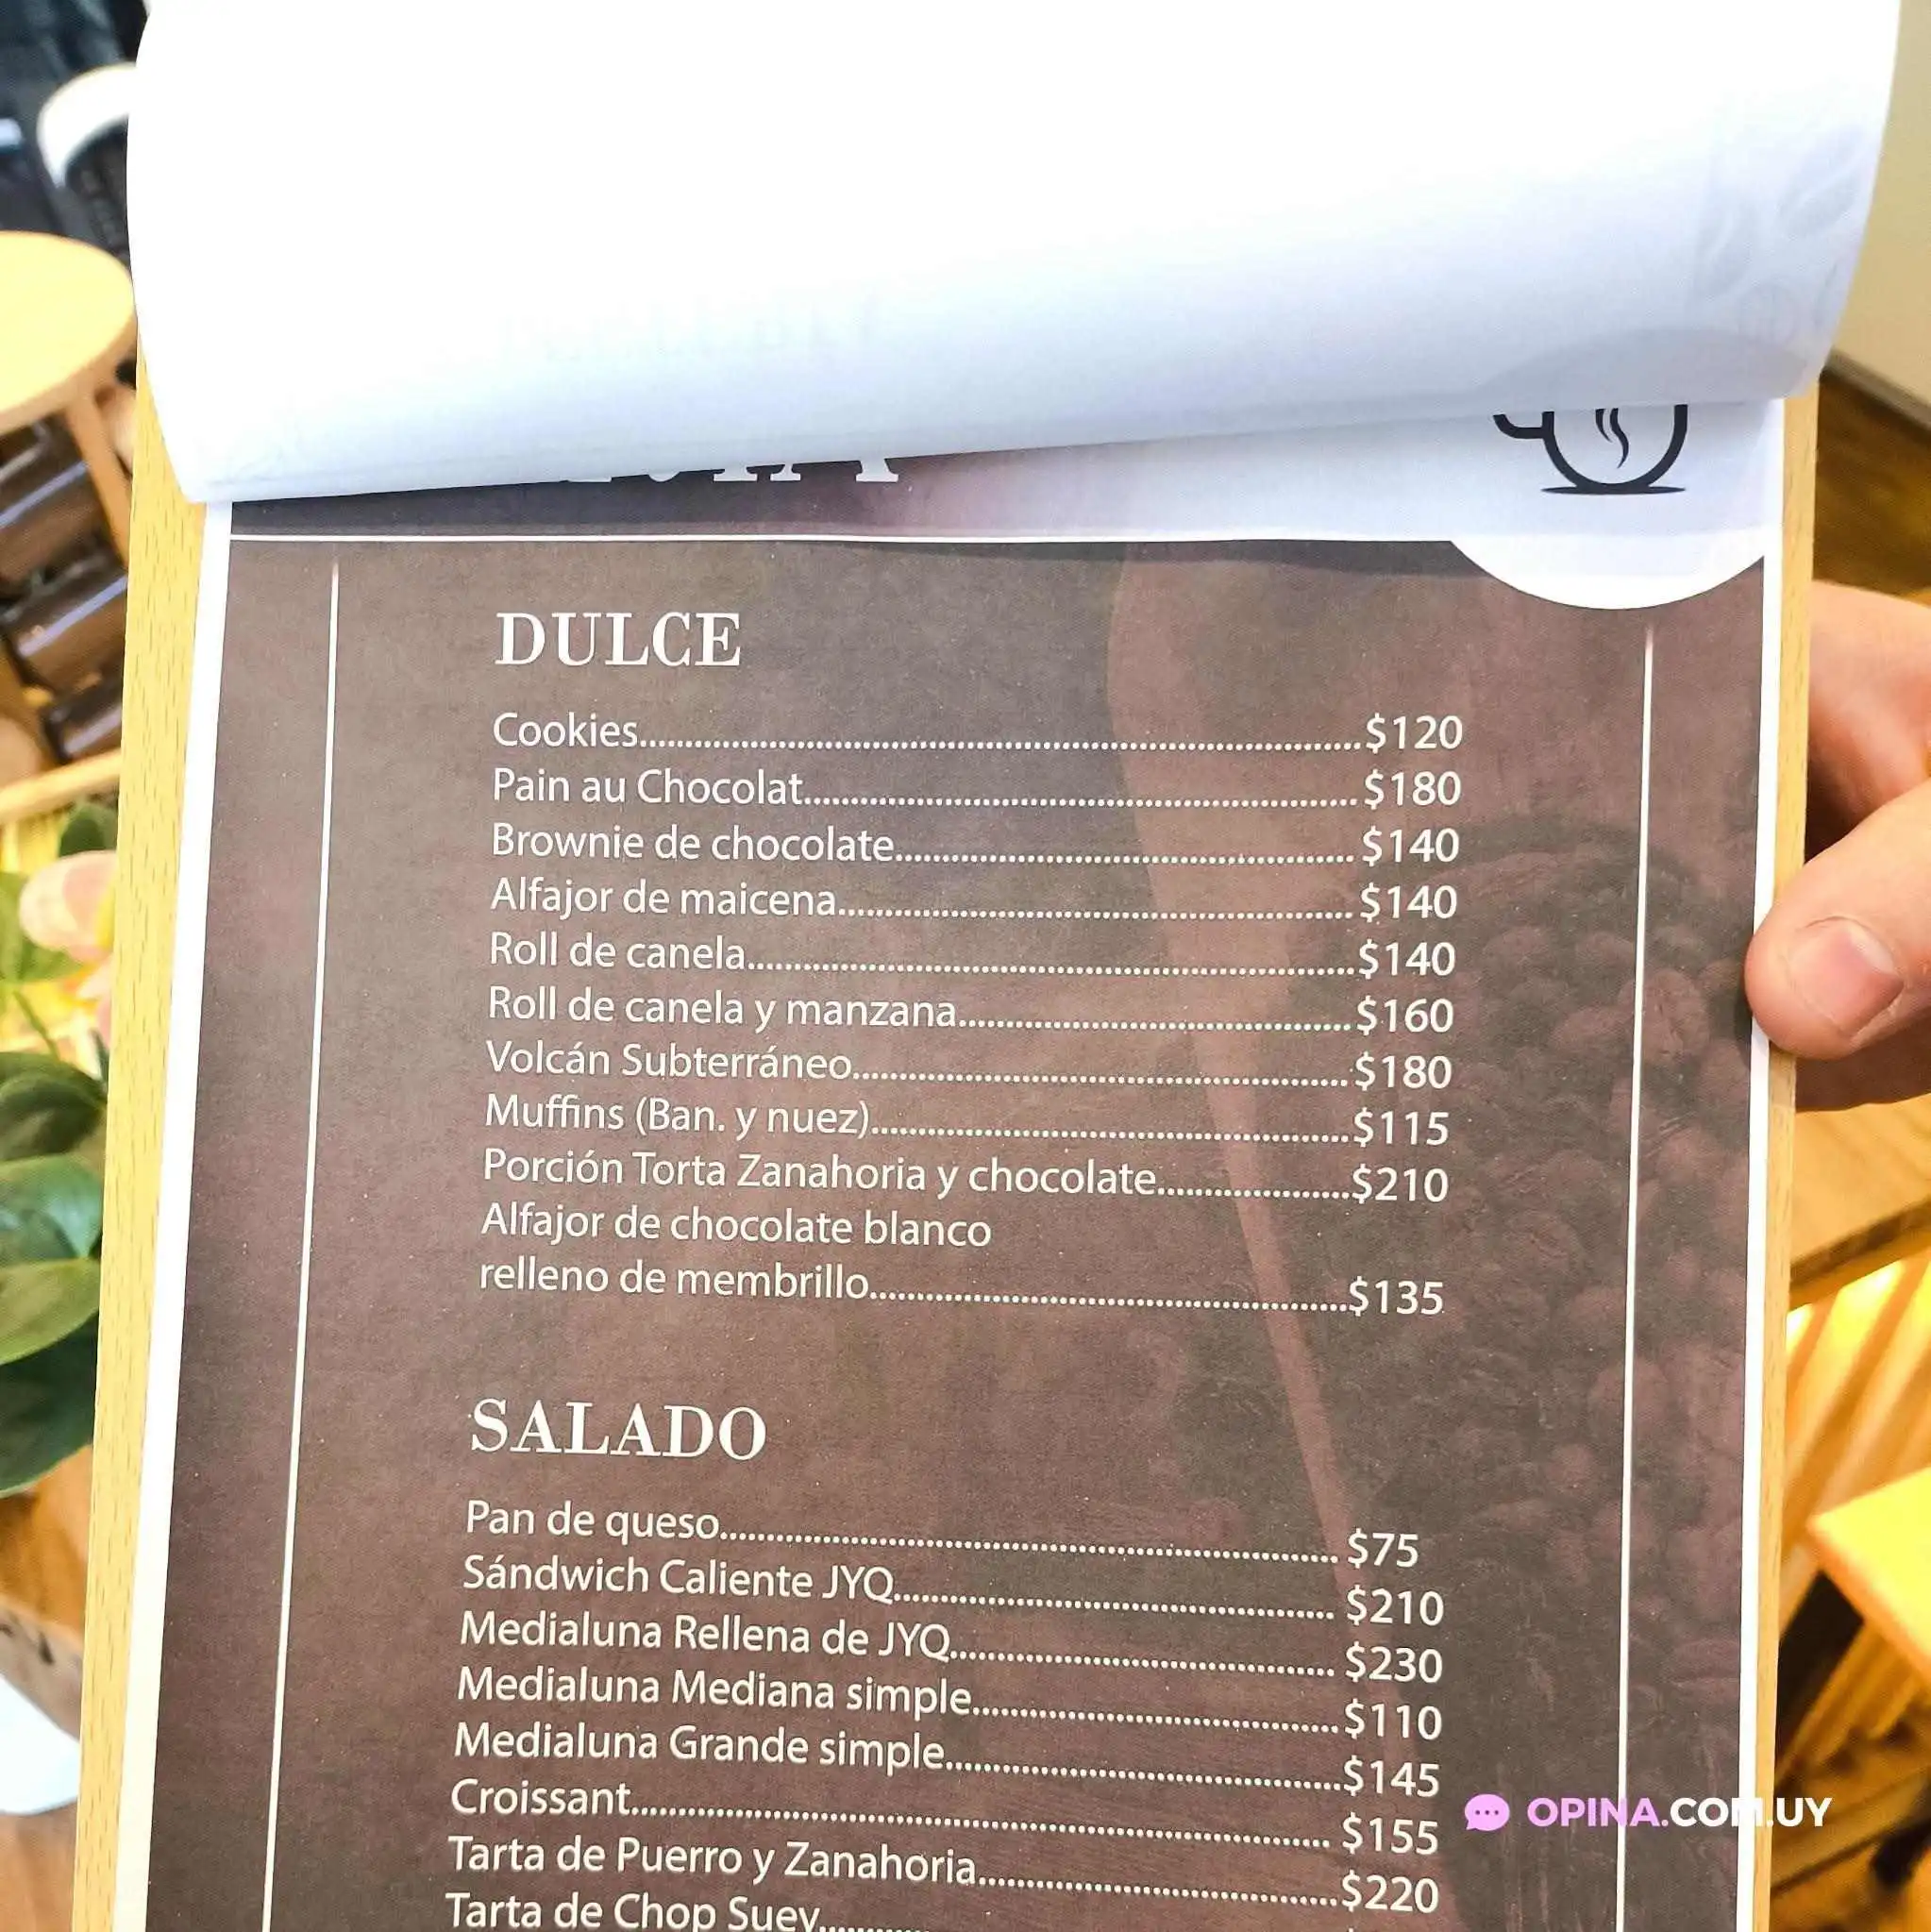 DULCE
Cookies........$120
Pain au Chocolat........$180
Brownie de chocolate........$140
Alfajor de maicena........$140
Roll de canela........$140
Roll de canela y manzana........$160
Volcán Subterráneo........$180
Muffins (Ban. y nuez)........$115
Porción Torta Zanahoria y chocolate........$210
Alfajor de chocolate blanco
relleno de membrillo........$135
SALADO
Pan de queso........$75
Sándwich Caliente JYQ........$210
Medialuna Rellena de JYQ........$230
Medialuna Mediana simple........$110
Medialuna Grande simple........$145
Croissant........$155
Tarta de Puerro y Zanahoria........$220
Tarta de Chop Suey........
OPINA.COM.UY